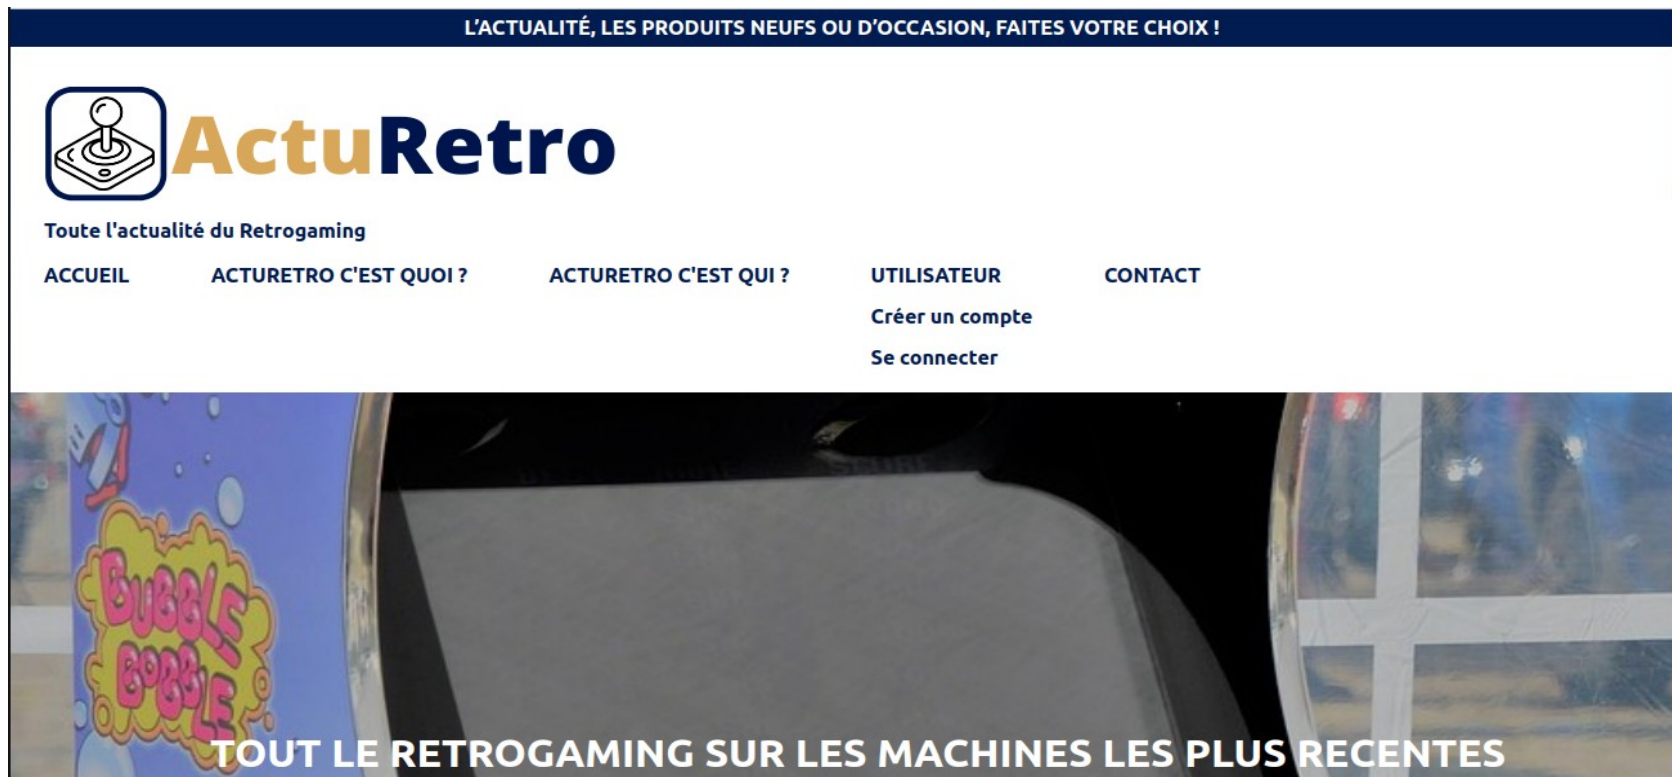 L’ACTUALITÉ, LES PRODUITS NEUFS OU D’OCCASION, FAITES VOTRE CHOIX !
ActuRetro
Toute l'actualité du Retrogaming
ACCUEIL ACTURETRO C'EST QUOI ? ACTURETRO C'EST QUI ? UTILISATEUR CONTACT
Créer un compte
Se connecter
BUBBLE
BOBBLE
TOUT LE RETROGAMING SUR LES MACHINES LES PLUS RECENTES